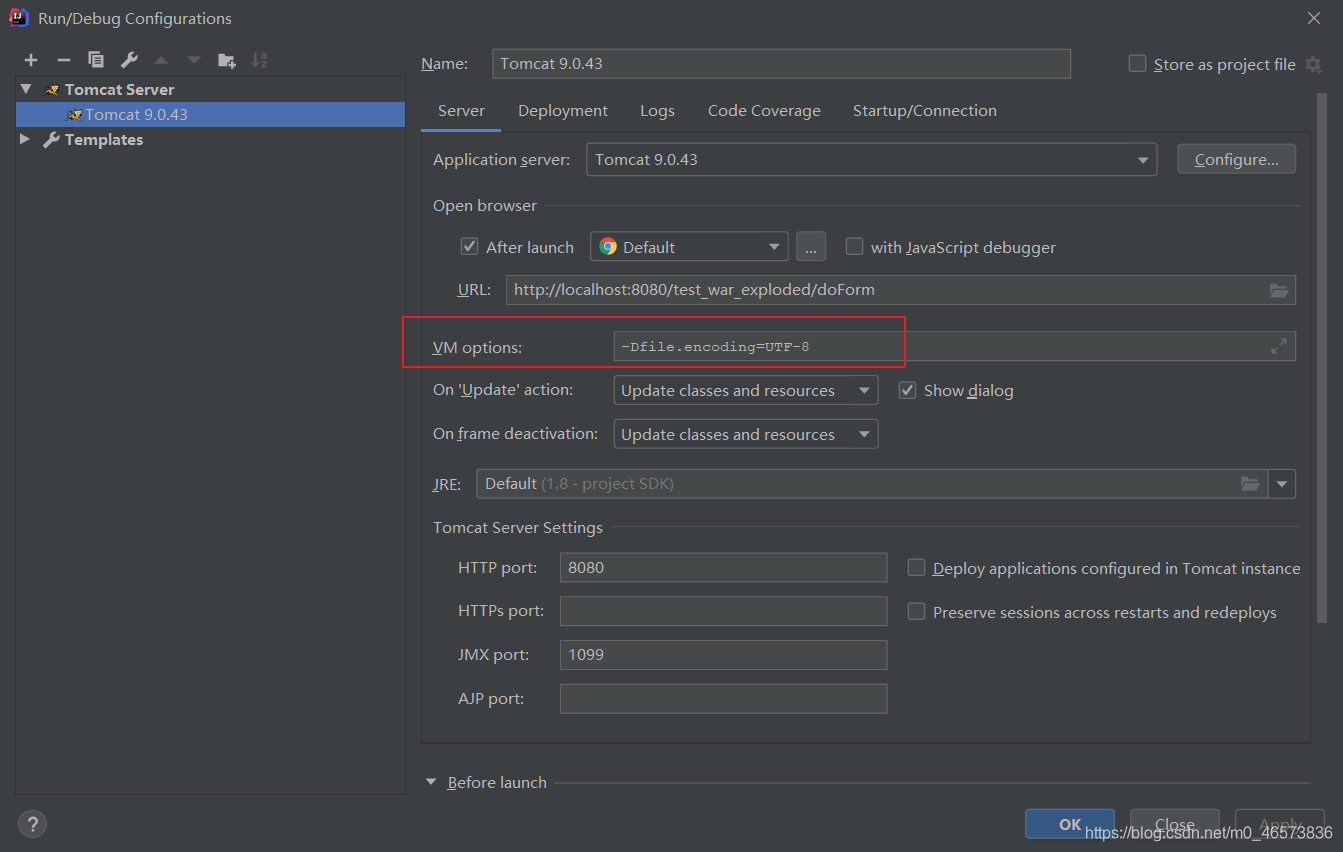 Run/Debug Configurations
Name: Tomcat 9.0.43 Store as project file
Tomcat Server
Tomcat 9.0.43
Templates
Server Deployment Logs Code Coverage Startup/Connection
Application server: Tomcat 9.0.43 Configure...
Open browser
After launch Default ... with JavaScript debugger
URL: http://localhost:8080/test_war_exploded/doForm
VM options: -Dfile.encoding=UTF-8
On 'Update' action: Update classes and resources Show dialog
On frame deactivation: Update classes and resources
JRE: Default (1.8 - project SDK)
Tomcat Server Settings
HTTP port: 8080 Deploy applications configured in Tomcat instance
HTTPs port: Preserve sessions across restarts and redeploys
JMX port: 1099
AJP port:
Before launch
? OK Close Apply
https://blog.csdn.net/m0_46573836